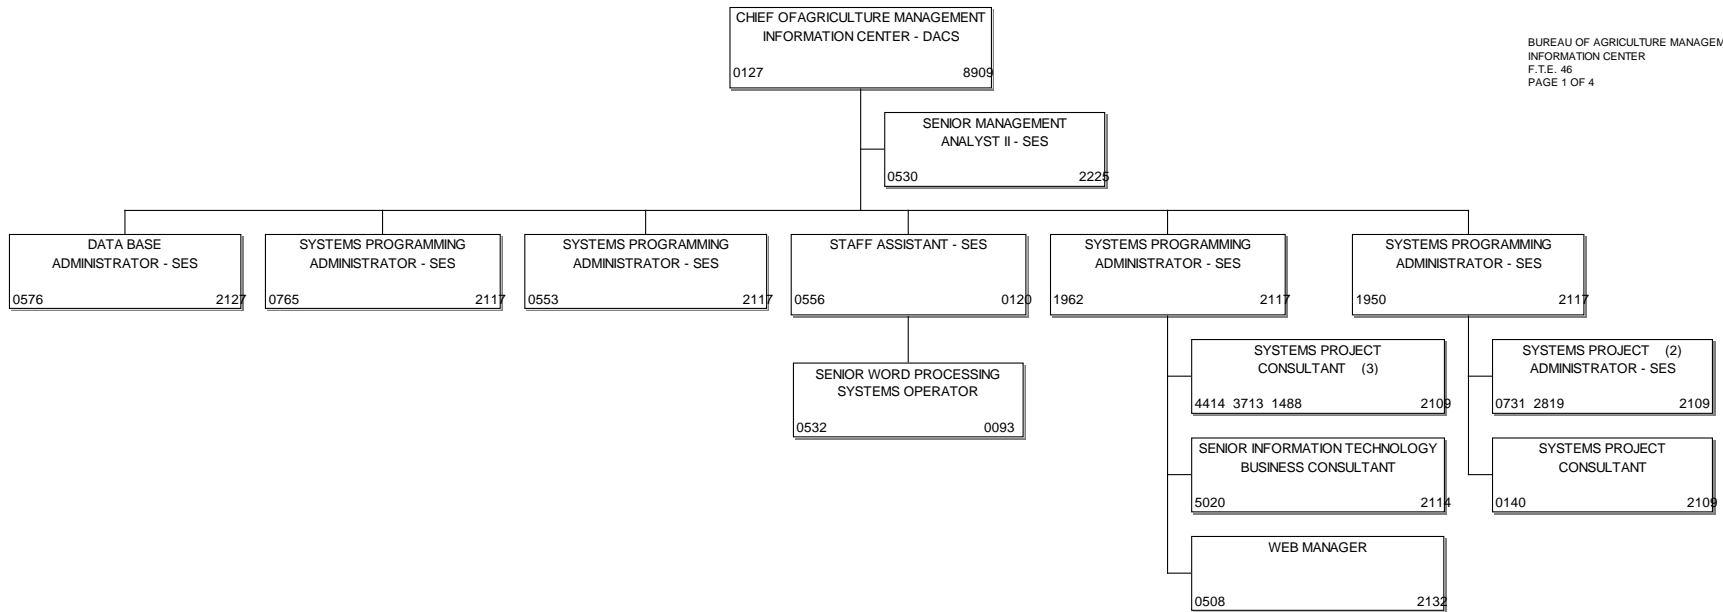 CHIEF OFAGRICULTURE MANAGEMENT
INFORMATION CENTER - DACS
0127 8909
BUREAU OF AGRICULTURE MANAGEM
INFORMATION CENTER
F.T.E. 46
PAGE 1 OF 4
SENIOR MANAGEMENT
ANALYST II - SES
0530 2225
DATA BASE
ADMINISTRATOR - SES
0576 2127
SYSTEMS PROGRAMMING
ADMINISTRATOR - SES
0765 2117
SYSTEMS PROGRAMMING
ADMINISTRATOR - SES
0553 2117
STAFF ASSISTANT - SES
0556 0120
SYSTEMS PROGRAMMING
ADMINISTRATOR - SES
1962 2117
SYSTEMS PROGRAMMING
ADMINISTRATOR - SES
1950 2117
SENIOR WORD PROCESSING
SYSTEMS OPERATOR
0532 0093
SYSTEMS PROJECT
CONSULTANT (3)
4414 3713 1488 2109
SYSTEMS PROJECT (2)
ADMINISTRATOR - SES
0731 2819 2109
SENIOR INFORMATION TECHNOLOGY
BUSINESS CONSULTANT
5020 2114
SYSTEMS PROJECT
CONSULTANT
0140 2109
WEB MANAGER
0508 2132